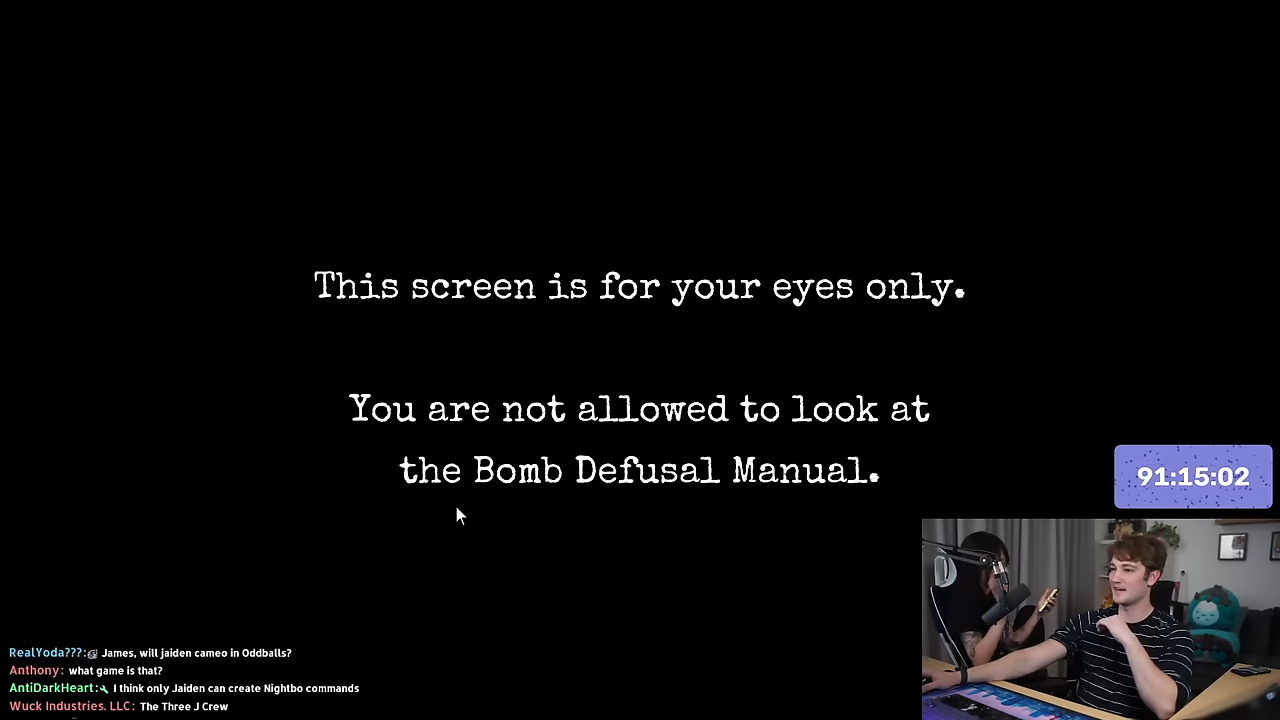 This screen is for your eyes only.
You are not allowed to look at
the Bomb Defusal Manual.
91:15:02
RealYoda???: James, will jaiden cameo in Oddballs?
Anthony: what game is that?
AntiDarkHeart: I think only Jaiden can create Nightbo commands
Wuck Industries. LLC: The Three J Crew